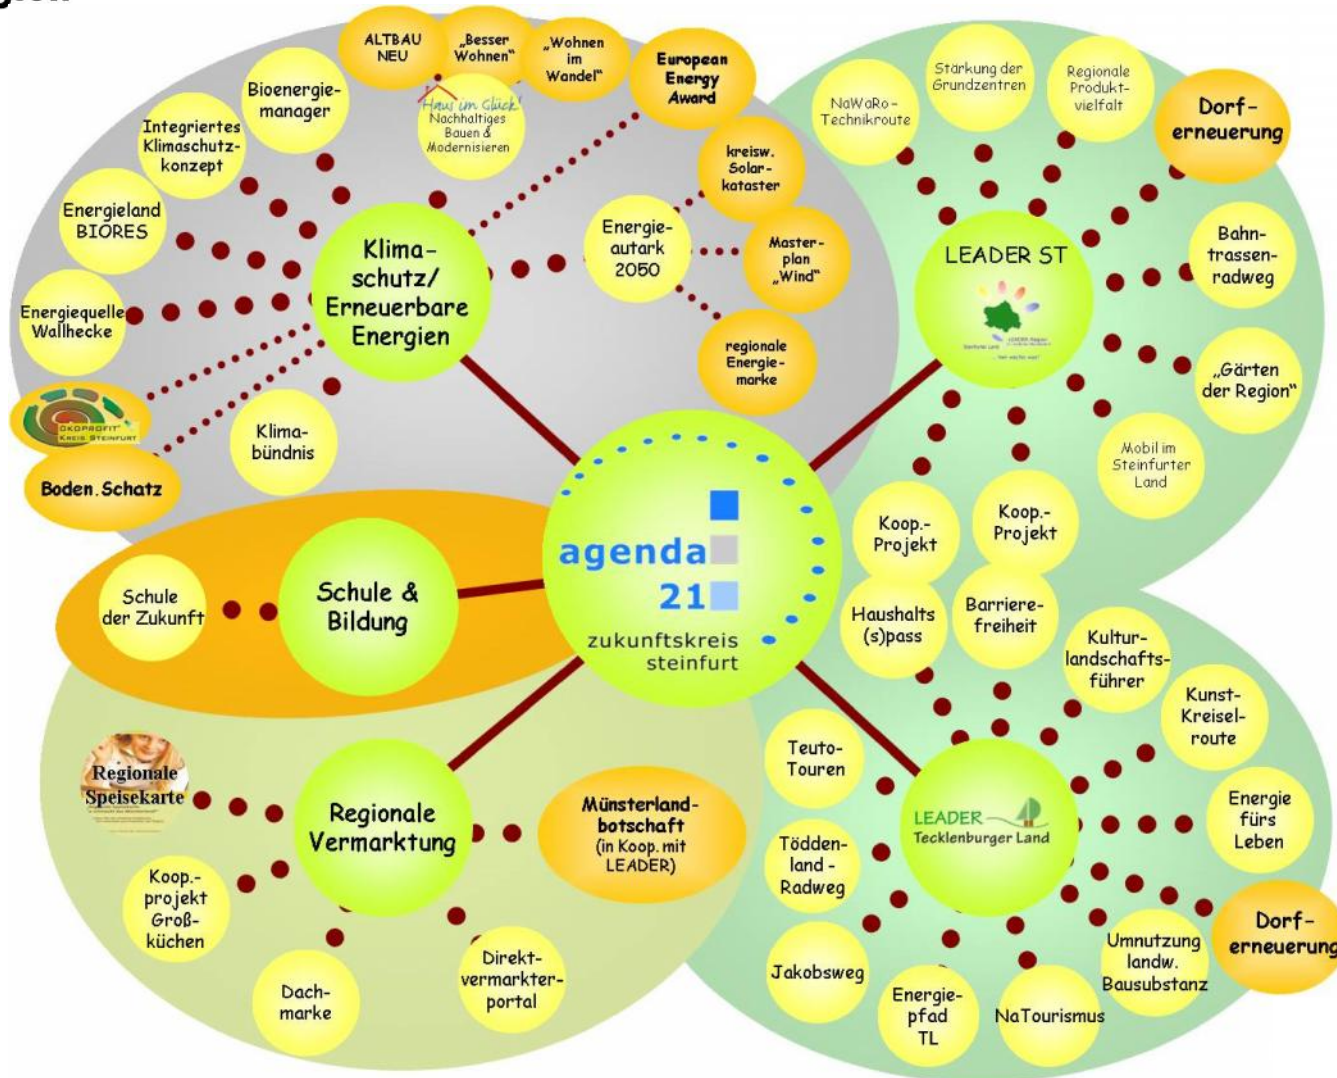 ALTBAU
NEU
„Besser
Wohnen“
„Wohnen
im
Wandel“
European
Energy
Award
Bioenergie-
manager
Haus im Glück!
Nachhaltiges
Bauen &
Modernisieren
Integriertes
Klimaschutz-
konzept
kreisw.
Solar-
kataster
Energieland
BIORES
Klima-
schutz/
Erneuerbare
Energien
Energie-
autark
2050
Master-
plan
„Wind“
Energiequelle
Wallhecke
regionale
Energie-
marke
ÖKOPROFIT
KREIS STEINFURT
Klima-
bündnis
Boden.Schatz
NaWaRo-
Technikroute
Stärkung der
Grundzentren
Regionale
Produkt-
vielfalt
Dorf-
erneuerung
LEADER ST
Bahn-
trassen-
radweg
„Gärten
der Region“
Mobil im
Steinfurter
Land
Koop.-
Projekt
Koop.-
Projekt
Haushalts
(s)pass
Barriere-
freiheit
agenda
21
zukunftskreis
steinfurt
Schule
der Zukunft
Schule &
Bildung
Kultur-
landschafts-
führer
Kunst-
Kreisel-
route
Teuto-
Touren
Energie
fürs
Leben
LEADER
Tecklenburger Land
Tödden-
land -
Radweg
Dorf-
erneuerung
Jakobsweg
Energie-
pfad
TL
NaTourismus
Umnutzung
landw.
Bausubstanz
Regionale
Speisekarte
Regionale
Vermarktung
Münsterland-
botschaft
(in Koop. mit
LEADER)
Koop.-
projekt
Groß-
küchen
Dach-
marke
Direkt-
vermarkter-
portal